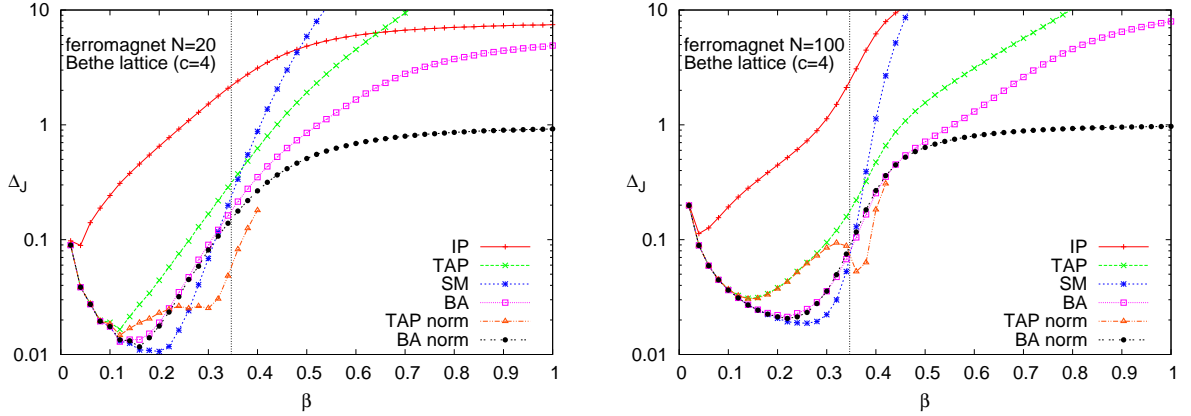 10
1
0.1
0.01
Δ_J
ferromagnet N=20
Bethe lattice (c=4)
IP
TAP
SM
BA
TAP norm
BA norm
0 0.1 0.2 0.3 0.4 0.5 0.6 0.7 0.8 0.9 1
β
10
1
0.1
0.01
Δ_J
ferromagnet N=100
Bethe lattice (c=4)
IP
TAP
SM
BA
TAP norm
BA norm
0 0.1 0.2 0.3 0.4 0.5 0.6 0.7 0.8 0.9 1
β